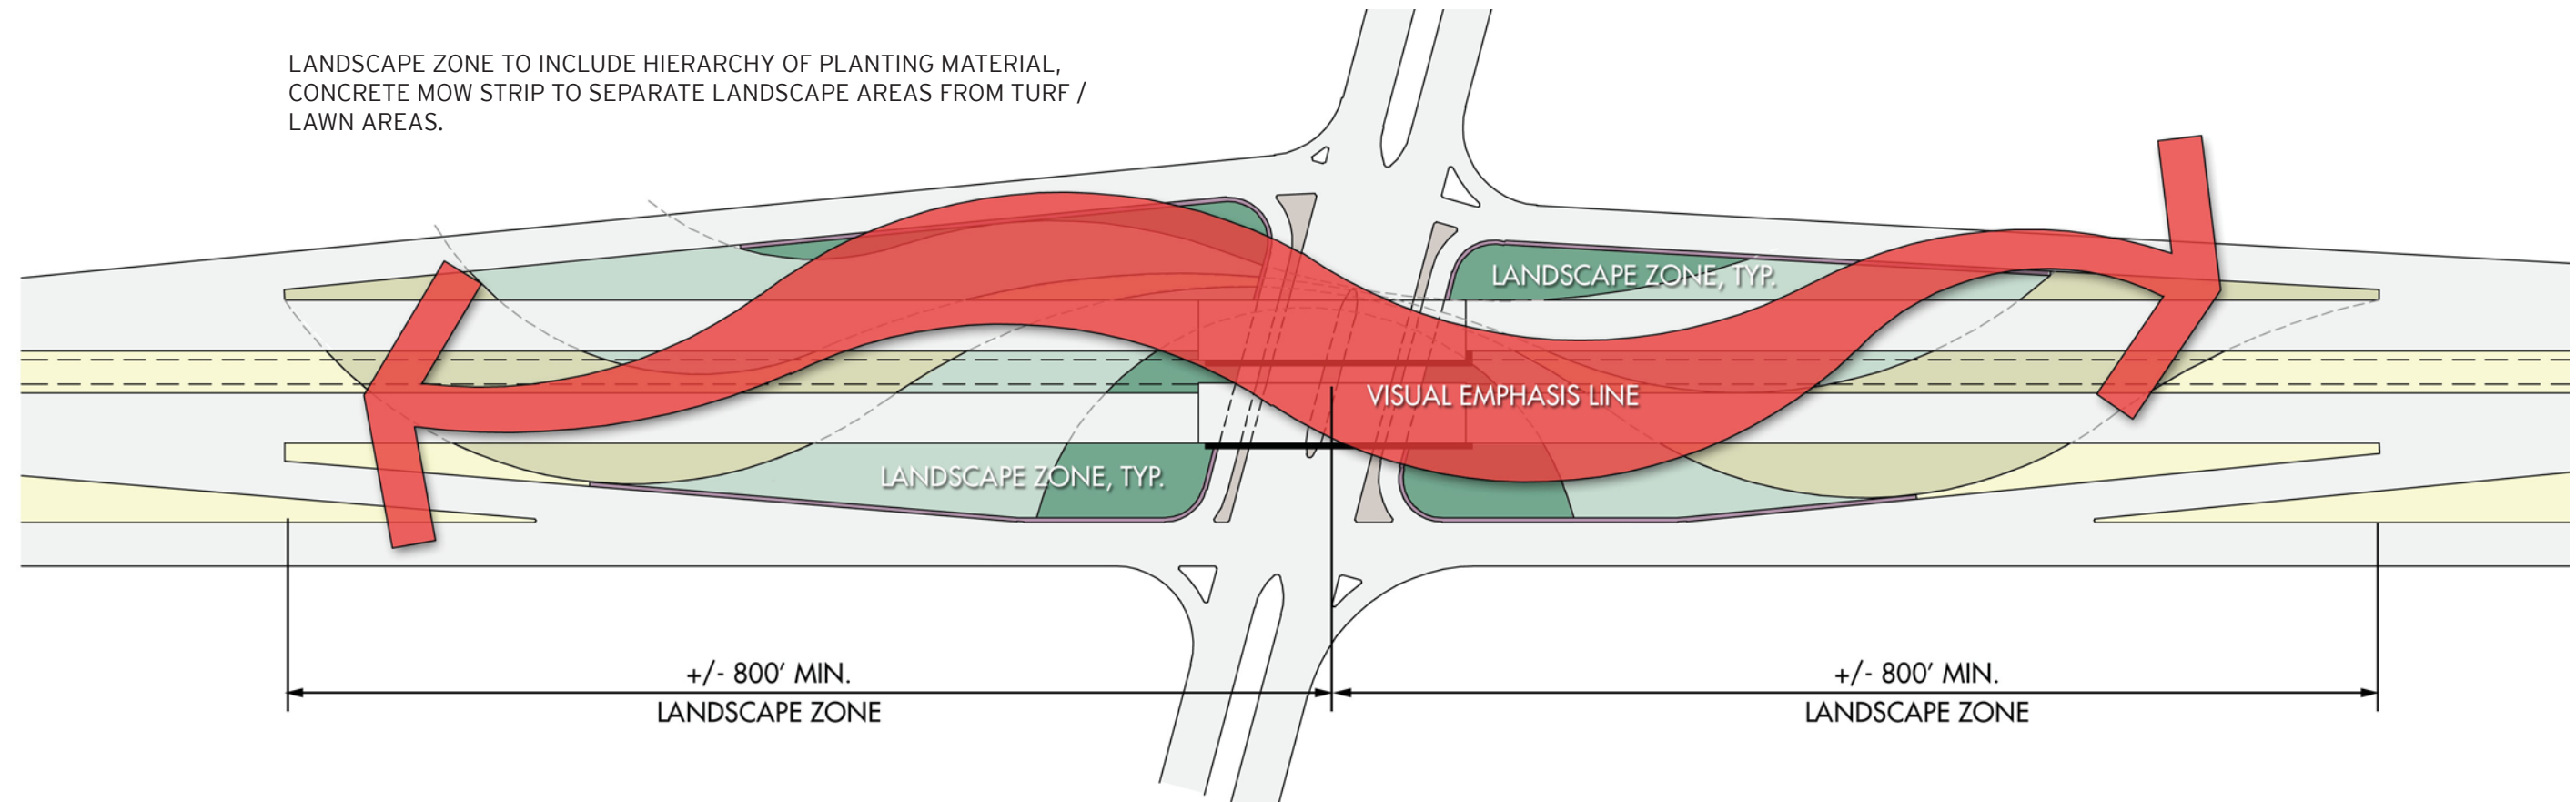 LANDSCAPE ZONE TO INCLUDE HIERARCHY OF PLANTING MATERIAL,
CONCRETE MOW STRIP TO SEPARATE LANDSCAPE AREAS FROM TURF /
LAWN AREAS.
LANDSCAPE ZONE, TYP.
VISUAL EMPHASIS LINE
LANDSCAPE ZONE, TYP.
+/- 800' MIN.
LANDSCAPE ZONE
+/- 800' MIN.
LANDSCAPE ZONE